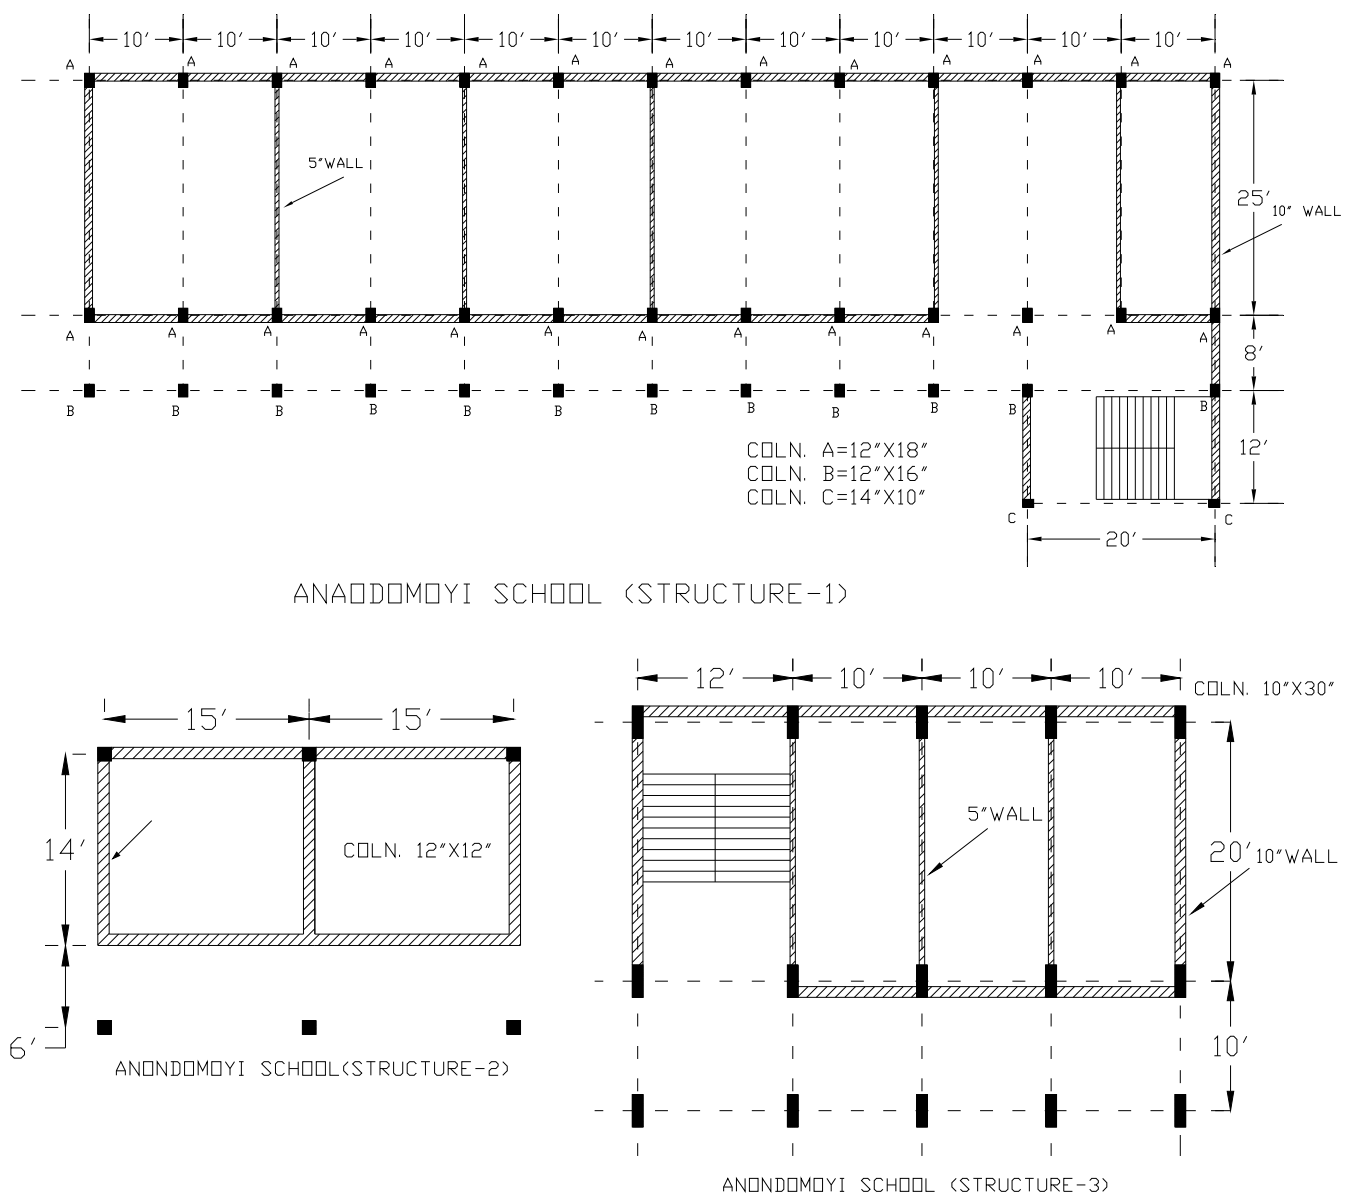 10' 10' 10' 10' 10' 10' 10' 10' 10' 10' 10' 10'
A A A A A A A A A A A A A
5"WALL
25'
10" WALL
A A A A A A A A A A A A A
8'
B B B B B B B B B B B B
COLN. A=12"X18"
COLN. B=12"X16"
COLN. C=14"X10"
12'
C C
20'
ANAODOMOYI SCHOOL (STRUCTURE-1)
15' 15'
14'
COLN. 12"X12"
6'
ANONDOMOYI SCHOOL(STRUCTURE-2)
12' 10' 10' 10'
COLN. 10"X30"
5"WALL
20'
10"WALL
10'
ANONDOMOYI SCHOOL (STRUCTURE-3)